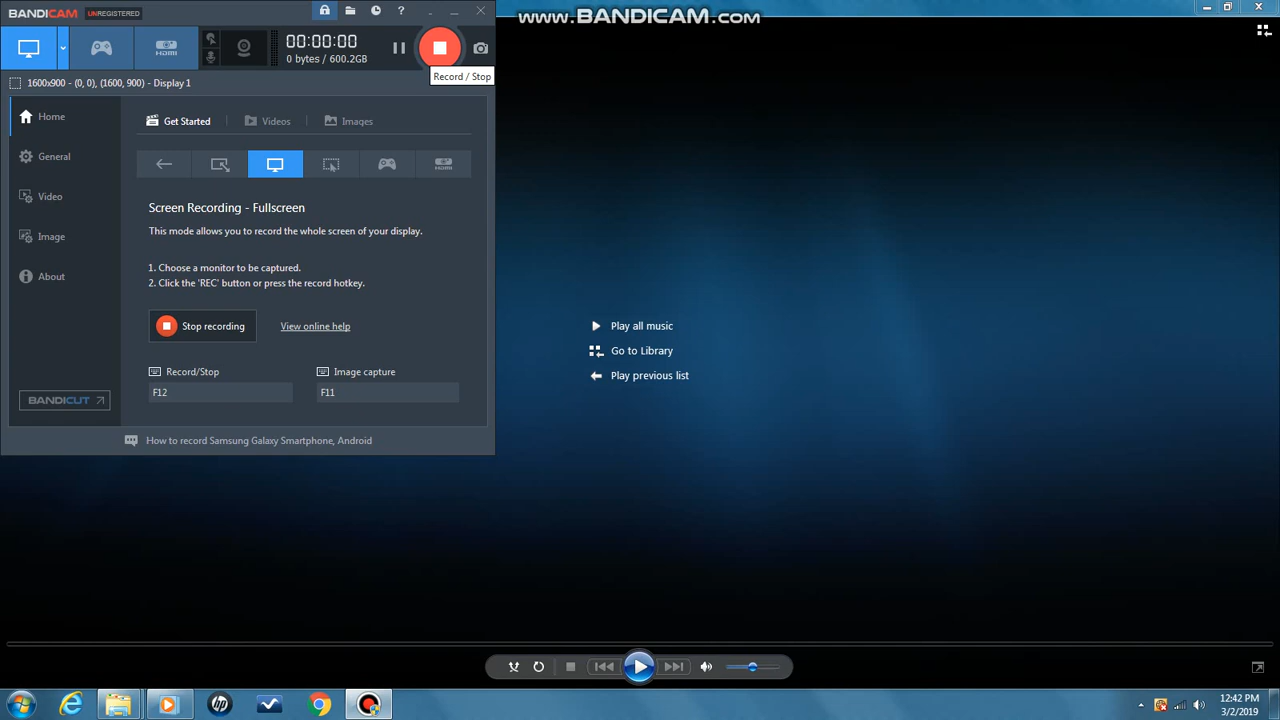 BANDICAM UNREGISTERED
www.BANDICAM.com
HDMI
00:00:00
0 bytes / 600.2GB
Record / Stop
1600x900 - (0, 0), (1600, 900) - Display 1
Home
General
Video
Image
About
BANDICUT
Get Started
Videos
Images
Screen Recording - Fullscreen
This mode allows you to record the whole screen of your display.
1. Choose a monitor to be captured.
2. Click the 'REC' button or press the record hotkey.
Stop recording
View online help
Record/Stop
Image capture
F12
F11
How to record Samsung Galaxy Smartphone, Android
Play all music
Go to Library
Play previous list
hp
12:42 PM
3/2/2019